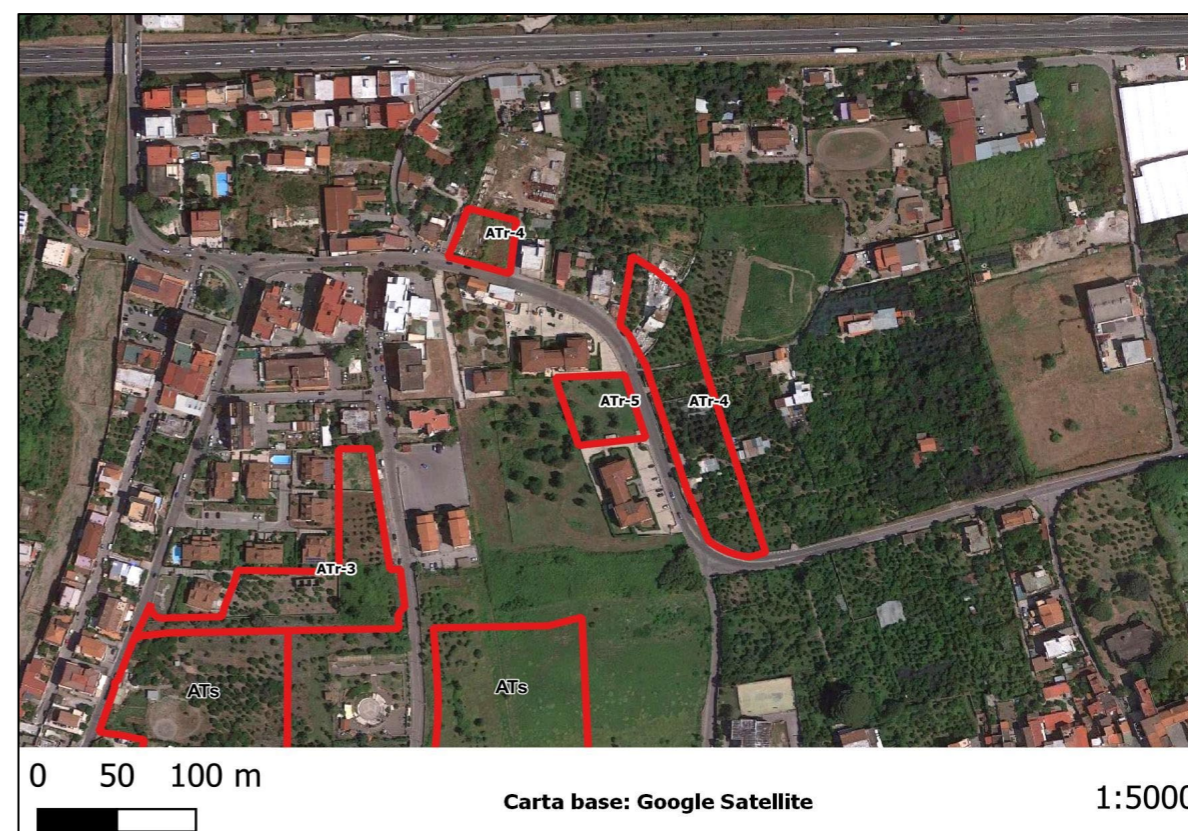 ATr-4
ATr-5
ATr-4
ATr-3
ATs
ATs
0 50 100 m
Carta base: Google Satellite
1:5000